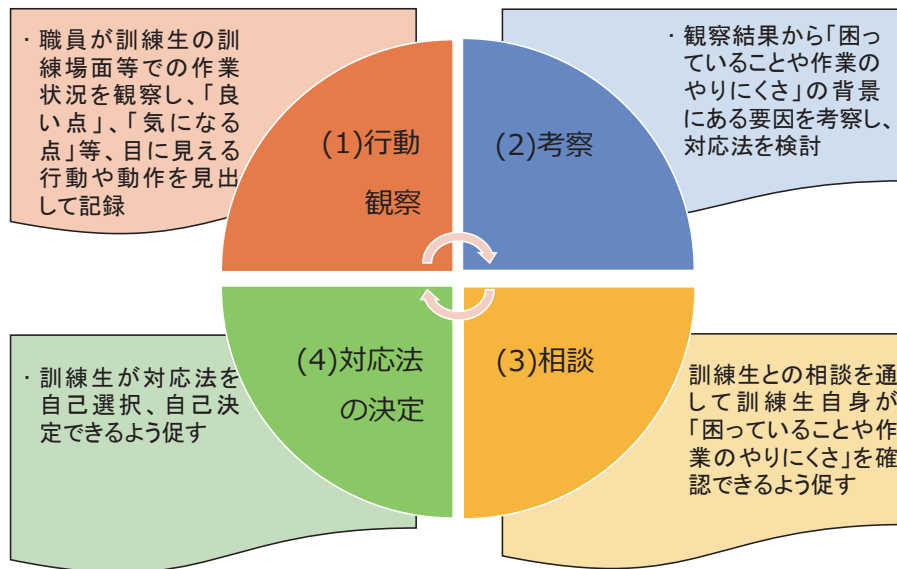 ・職員が訓練生の訓
練場面等での作業
状況を観察し、「良
い点」、「気になる
点」等、目に見える
行動や動作を見出
して記録
(1)行動
観察
(2)考察
・観察結果から「困っ
ていることや作業の
やりにくさ」の背景
にある要因を考察し、
対応法を検討
・訓練生が対応法を
自己選択、自己決
定できるよう促す
(4)対応法
の決定
(3)相談
訓練生との相談を通
して訓練生自身が
「困っていることや作
業のやりにくさ」を確
認できるよう促す